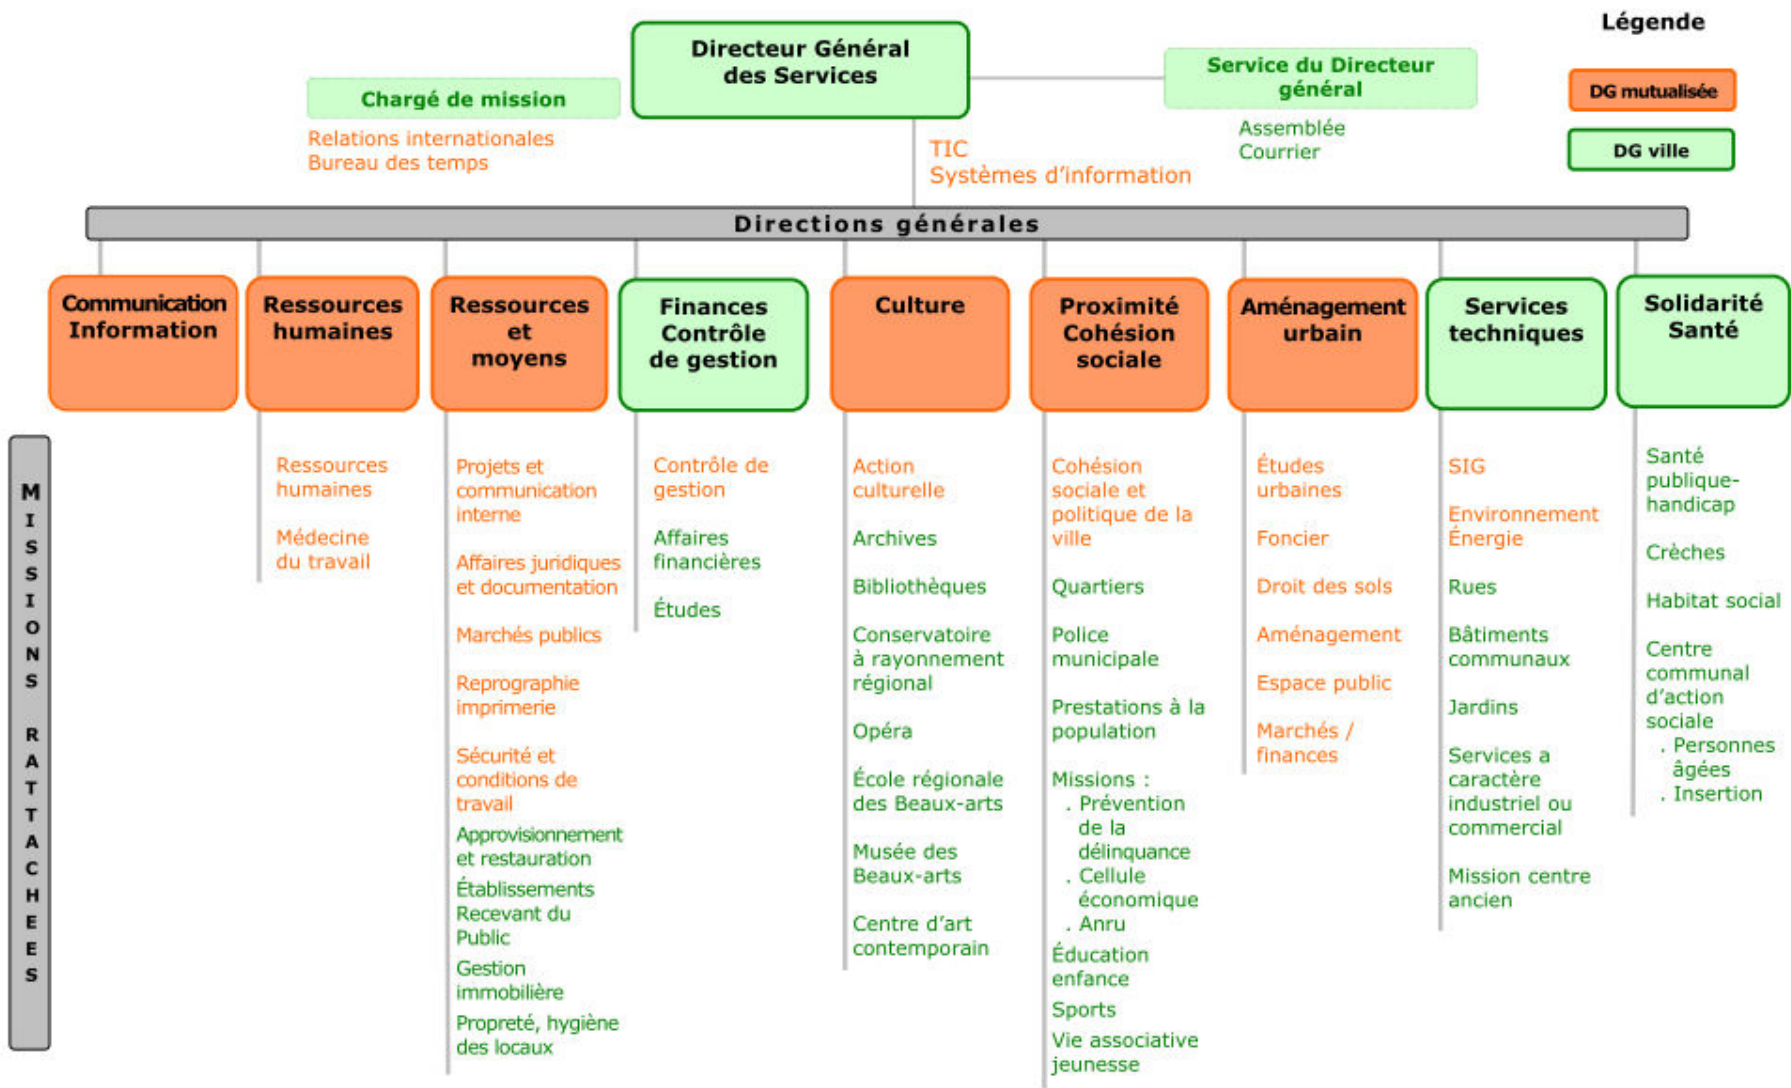 Légende
DG mutualisée
DG ville
Directeur Général
des Services
Chargé de mission
Relations internationales
Bureau des temps
Service du Directeur
général
Assemblée
Courrier
TIC
Systèmes d'information
Directions générales
Communication
Information
Ressources
humaines
Ressources
et
moyens
Finances
Contrôle
de gestion
Culture
Proximité
Cohésion
sociale
Aménagement
urbain
Services
techniques
Solidarité
Santé
MISSIONS RATTACHEES
Ressources
humaines
Médecine
du travail
Projets et
communication
interne
Affaires juridiques
et documentation
Marchés publics
Reprographie
imprimerie
Sécurité et
conditions de
travail
Approvisionnement
et restauration
Établissements
Recevant du
Public
Gestion
immobilière
Propreté, hygiène
des locaux
Contrôle de
gestion
Affaires
financières
Études
Action
culturelle
Archives
Bibliothèques
Conservatoire
à rayonnement
régional
Opéra
École régionale
des Beaux-arts
Musée des
Beaux-arts
Centre d'art
contemporain
Cohésion
sociale et
politique de la
ville
Quartiers
Police
municipale
Prestations à la
population
Missions :
. Prévention
de la
délinquance
. Cellule
économique
. Anru
Éducation
enfance
Sports
Vie associative
jeunesse
Études
urbaines
Foncier
Droit des sols
Aménagement
Espace public
Marchés /
finances
SIG
Environnement
Énergie
Rues
Bâtiments
communaux
Jardins
Services a
caractère
industriel ou
commercial
Mission centre
ancien
Santé
publique-
handicap
Crèches
Habitat social
Centre
communal
d'action
sociale
. Personnes
âgées
. Insertion